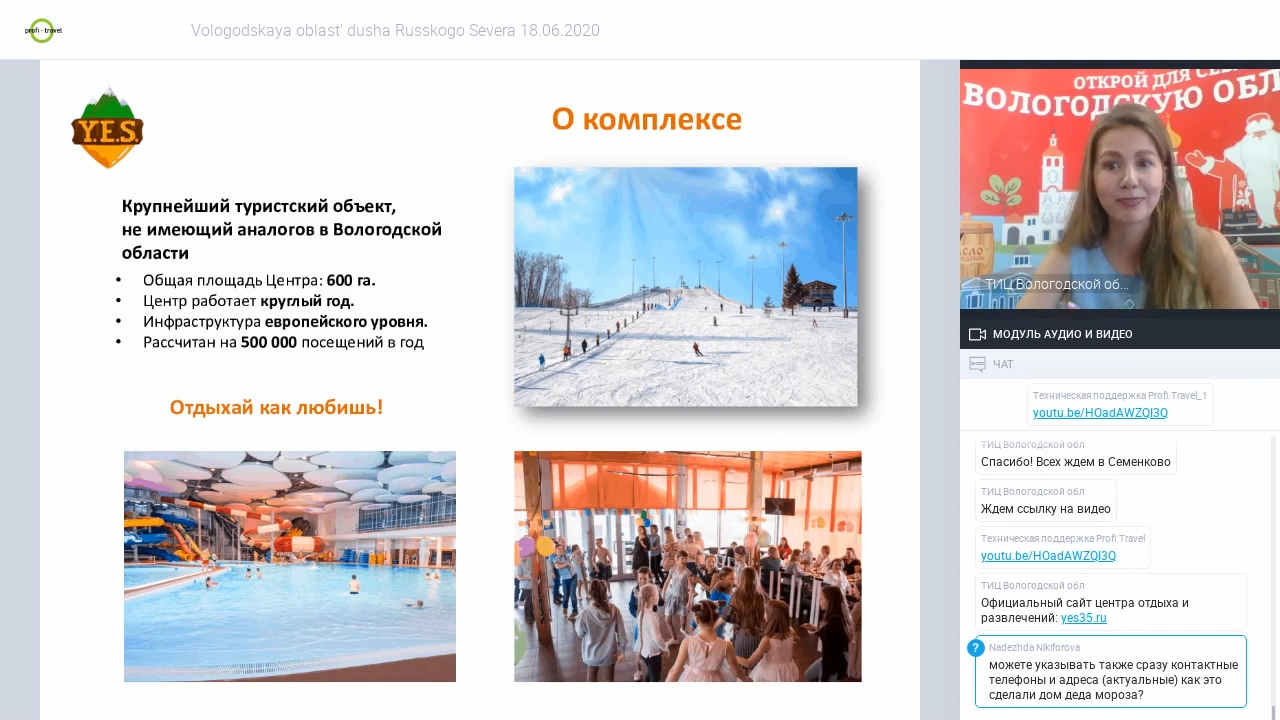 profi travel
Vologodskaya oblast' dusha Russkogo Severa 18.06.2020
Y.E.S.
О комплексе
Крупнейший туристский объект,
не имеющий аналогов в Вологодской
области
• Общая площадь Центра: 600 га.
• Центр работает круглый год.
• Инфраструктура европейского уровня.
• Рассчитан на 500 000 посещений в год
Отдыхай как любишь!
ОТКРОЙ ДЛЯ
ВОЛОГОДСКУЮ ОБЛ
ТИЦ Вологодской об...
МОДУЛЬ АУДИО И ВИДЕО
ЧАТ
Техническая поддержка Profi.Travel_1
youtu.be/HOadAWZQI3Q
ТИЦ Вологодской обл
Спасибо! Всех ждем в Семенково
ТИЦ Вологодской обл
Ждем ссылку на видео
Техническая поддержка Profi.Travel
youtu.be/HOadAWZQI3Q
ТИЦ Вологодской обл
Официальный сайт центра отдыха и
развлечений: yes35.ru
?
Nadezhda Nikiforova
можете указывать также сразу контактные
телефоны и адреса (актуальные) как это
сделали дом деда мороза?